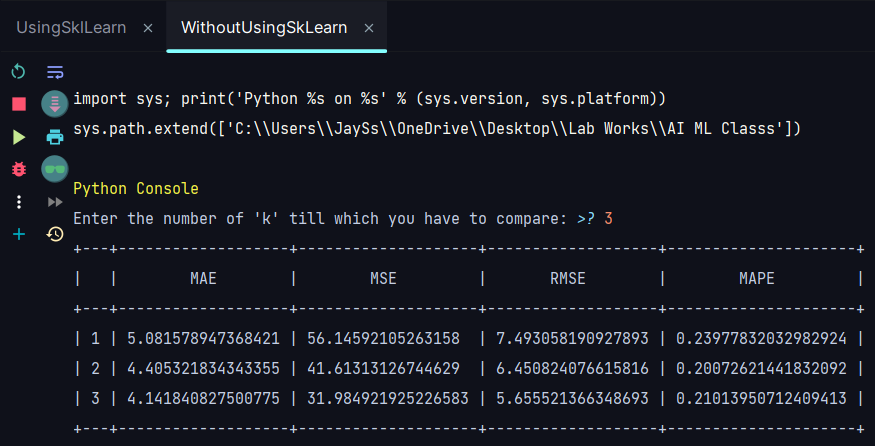 UsingSklLearn × WithoutUsingSkLearn ×
import sys; print('Python %s on %s' % (sys.version, sys.platform))
sys.path.extend(['C:\\Users\\JaySs\\OneDrive\\Desktop\\Lab Works\\AI ML Classs'])
Python Console
Enter the number of 'k' till which you have to compare: >? 3
+---+-------------------+--------------------+-------------------+---------------------+
|   |        MAE        |        MSE         |       RMSE        |        MAPE         |
+---+-------------------+--------------------+-------------------+---------------------+
| 1 | 5.081578947368421 | 56.14592105263158  | 7.493058190927893 | 0.23977832032982924 |
| 2 | 4.405321834343355 | 41.61313126744629  | 6.450824076615816 | 0.20072621441832092 |
| 3 | 4.141840827500775 | 31.984921925226583 | 5.655521366348693 | 0.21013950712409413 |
+---+-------------------+--------------------+-------------------+---------------------+